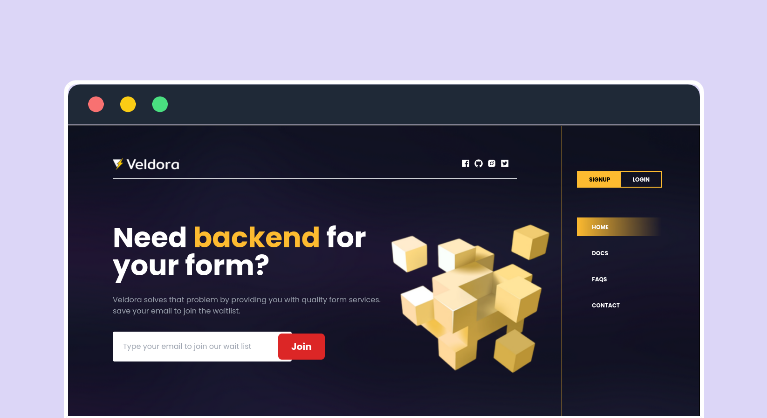 Veldora
SIGNUP
LOGIN
HOME
DOCS
FAQS
CONTACT
Need backend for
your form?
Veldora solves that problem by providing you with quality form services.
save your email to join the waitlist.
Type your email to join our wait list
Join